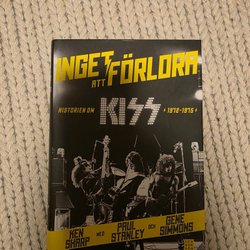 INGET
ATT
FÖRLORA
HISTORIEN OM
KISS
1972-1975
KEN
SHARP
MED
PAUL
STANLEY
OCH
GENE
SIMMONS